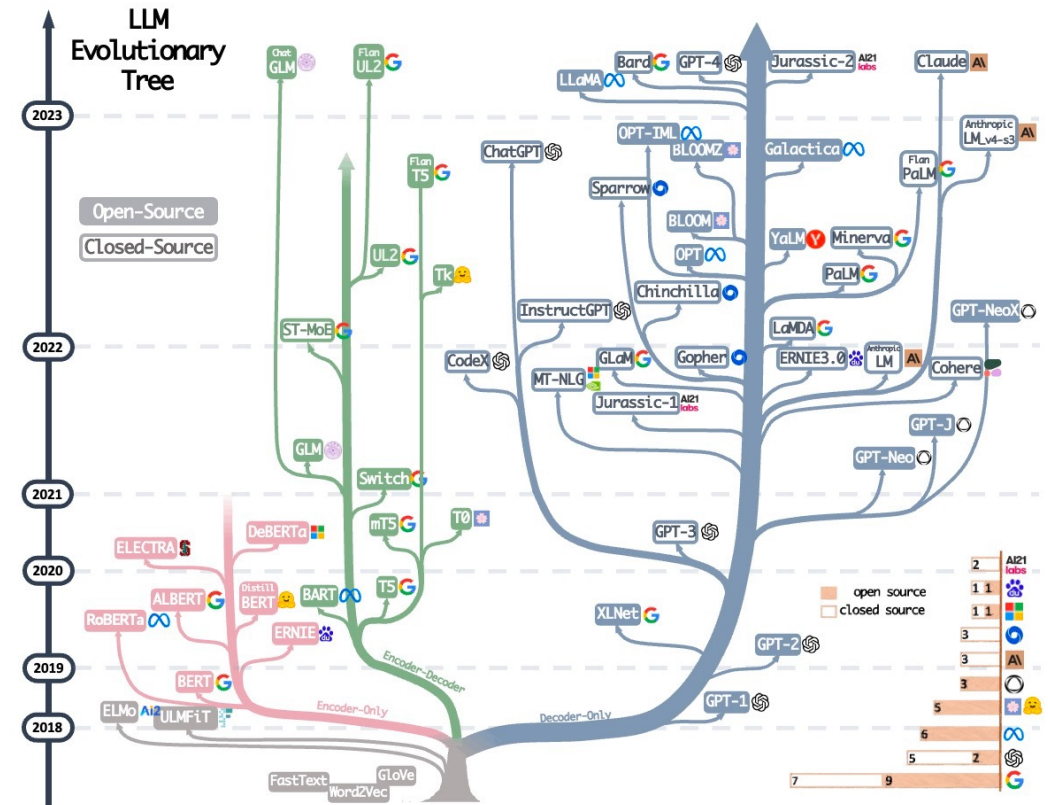 LLM
Evolutionary
Tree
2023
2022
2021
2020
2019
2018
Open-Source
Closed-Source
Chat
GLM
Flan
UL2
Flan
T5
UL2
Tk
ST-MoE
GLM
Switch
mT5
T0
T5
BART
Encoder-Decoder
DeBERTa
ELECTRA
ALBERT
Distill
BERT
RoBERTa
ERNIE
BERT
Encoder-Only
ELMo
Ai2
ULMFiT
FastText
GloVe
Word2Vec
Bard
GPT-4
Jurassic-2
AI21
labs
Claude
A\
LLaMA
Anthropic
LM_v4-s3
A\
OPT-IML
ChatGPT
BLOOMZ
Galactica
Flan
PaLM
Sparrow
BLOOM
YaLM
Minerva
OPT
PaLM
Chinchilla
InstructGPT
GPT-NeoX
LaMDA
CodeX
GLaM
Gopher
ERNIE3.0
Anthropic
LM
A\
Cohere
MT-NLG
Jurassic-1
AI21
labs
GPT-J
GPT-Neo
GPT-3
XLNet
GPT-2
GPT-1
Decoder-Only
open source
closed source
2
AI21
labs
1 1
1 1
3
3
A\
3
5
6
5 2
7 9